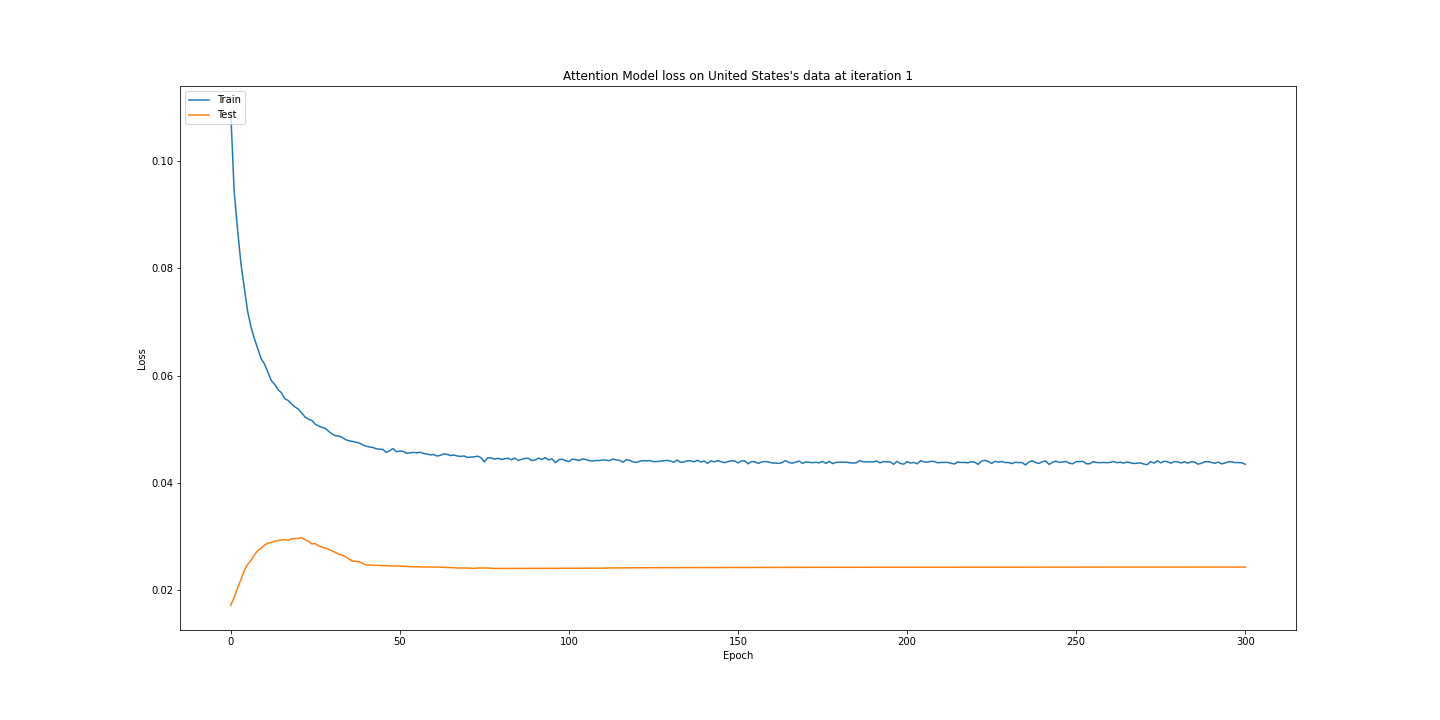 Attention Model loss on United States's data at iteration 1
Train
Test
0.10
0.08
0.06
0.04
0.02
Loss
0 50 100 150 200 250 300
Epoch